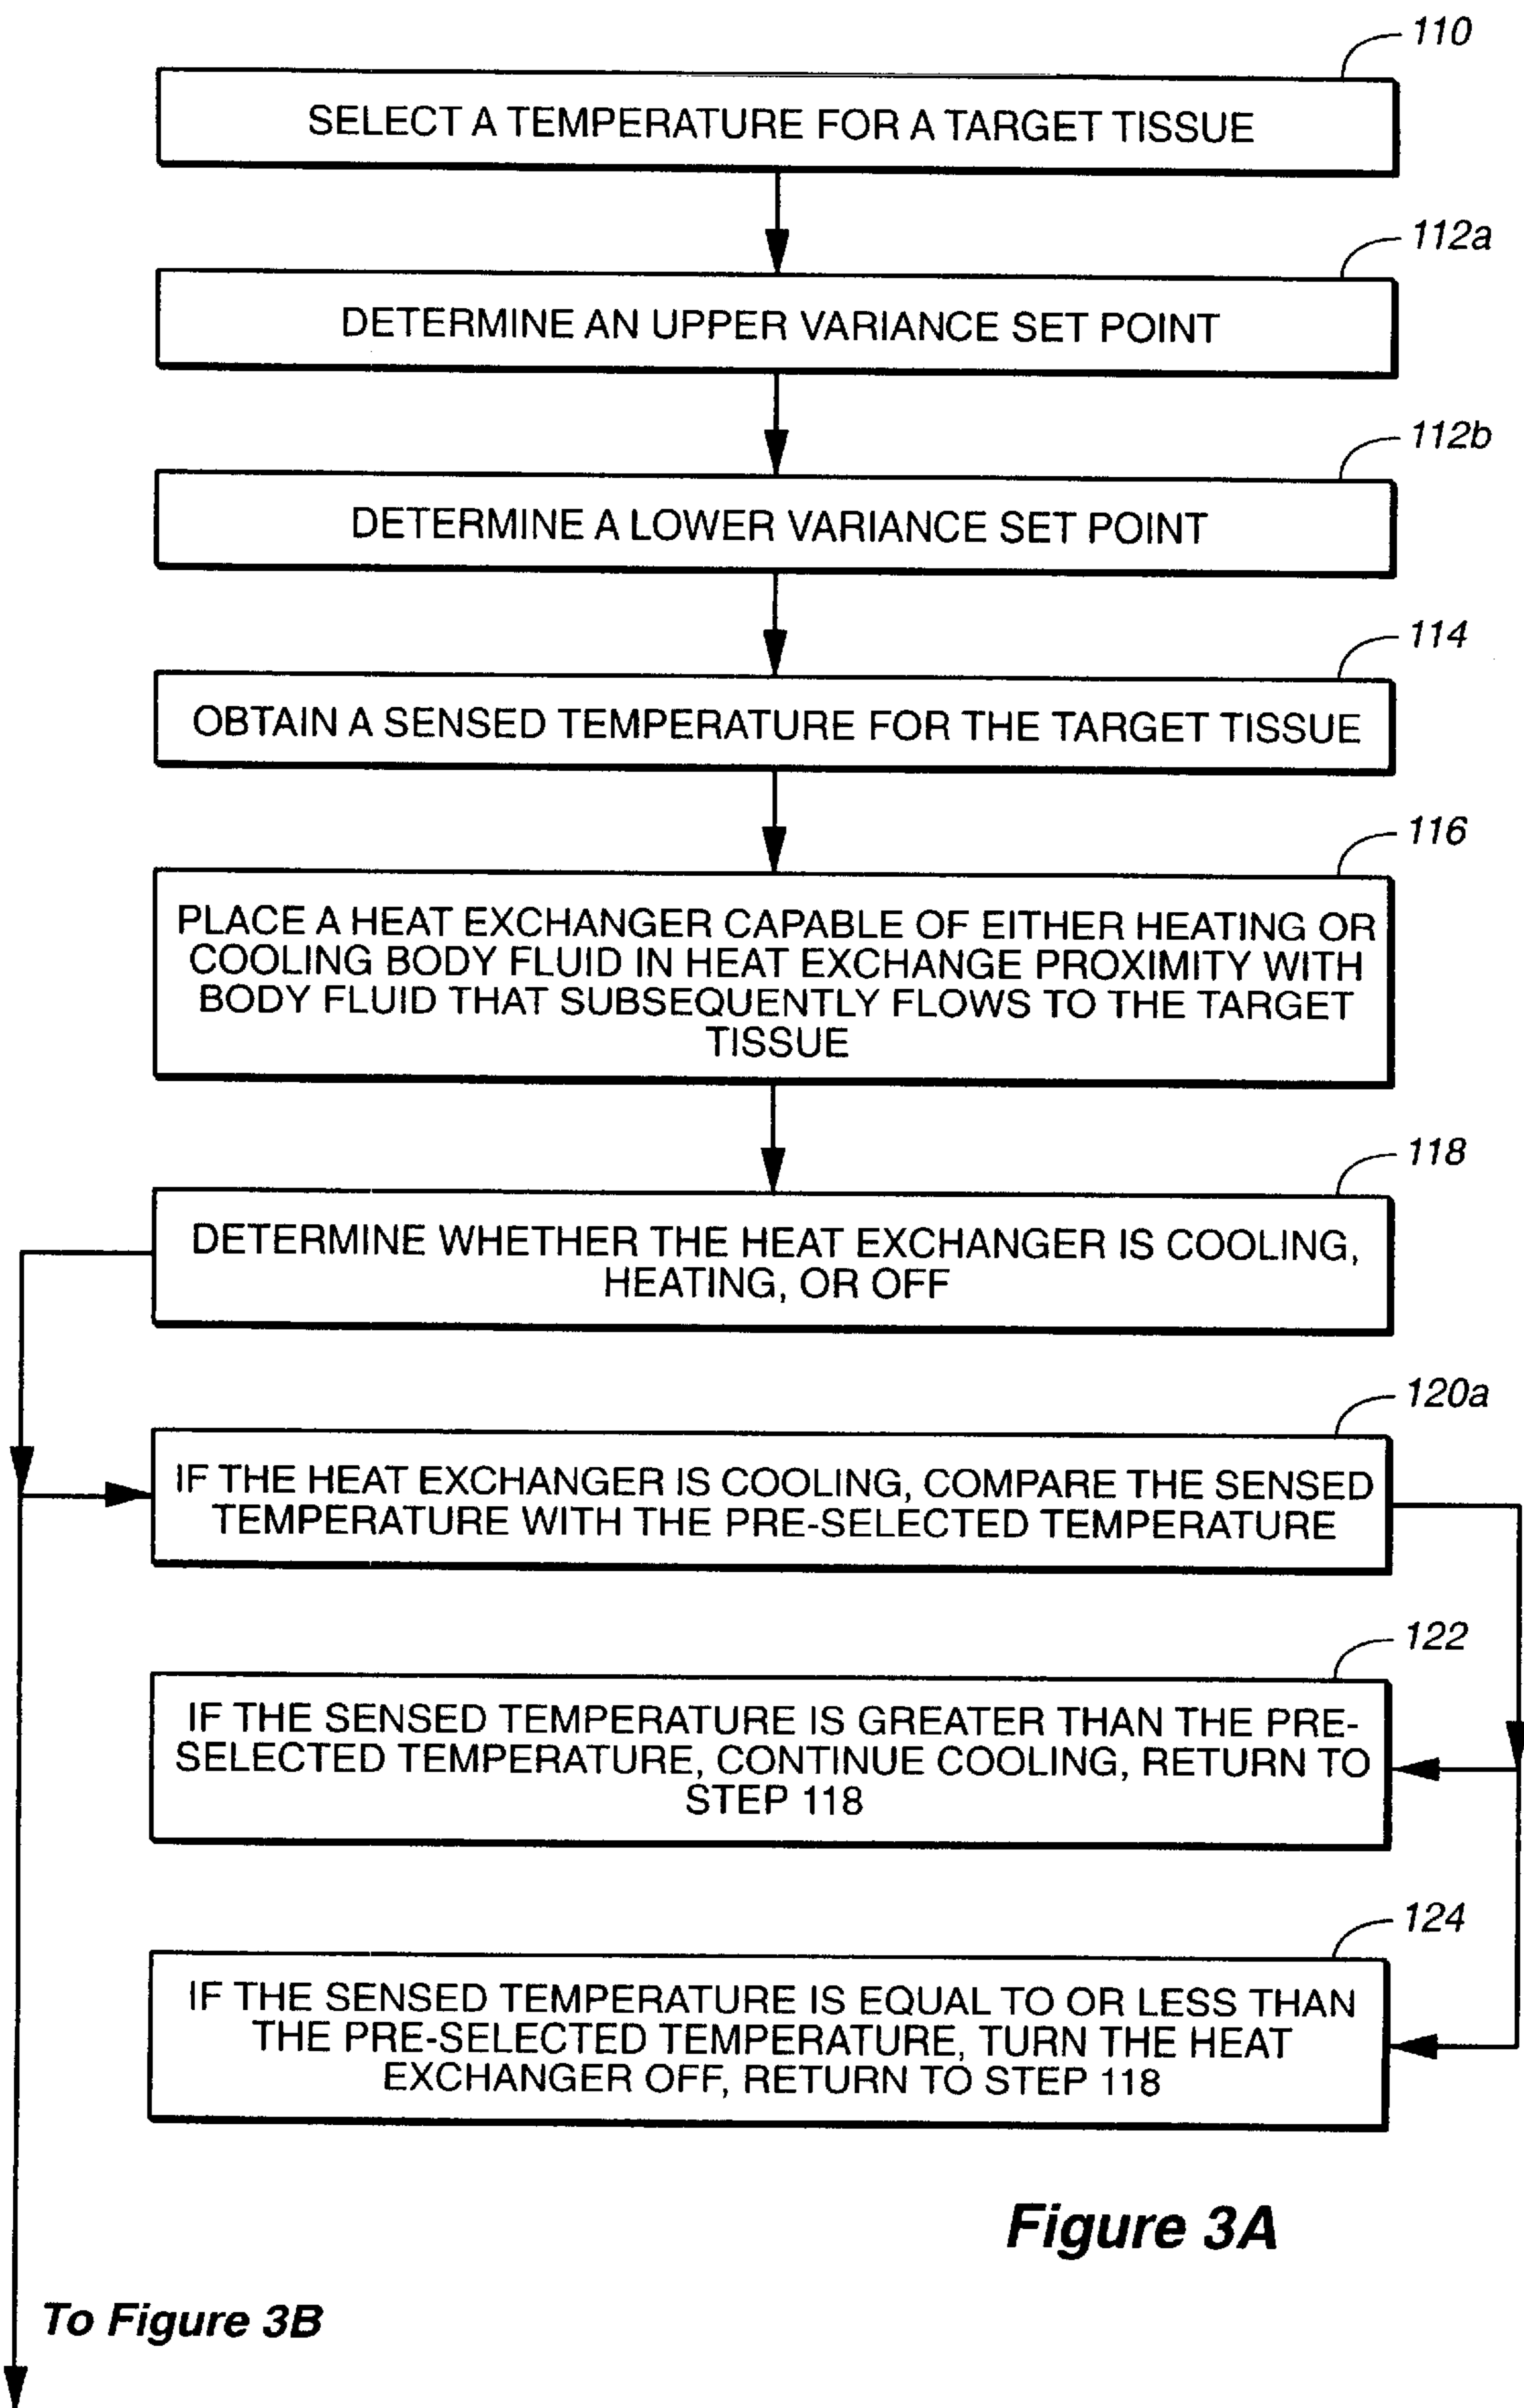 110
SELECT A TEMPERATURE FOR A TARGET TISSUE
112a
DETERMINE AN UPPER VARIANCE SET POINT
112b
DETERMINE A LOWER VARIANCE SET POINT
114
OBTAIN A SENSED TEMPERATURE FOR THE TARGET TISSUE
116
PLACE A HEAT EXCHANGER CAPABLE OF EITHER HEATING OR
COOLING BODY FLUID IN HEAT EXCHANGE PROXIMITY WITH
BODY FLUID THAT SUBSEQUENTLY FLOWS TO THE TARGET
TISSUE
118
DETERMINE WHETHER THE HEAT EXCHANGER IS COOLING,
HEATING, OR OFF
120a
IF THE HEAT EXCHANGER IS COOLING, COMPARE THE SENSED
TEMPERATURE WITH THE PRE-SELECTED TEMPERATURE
122
IF THE SENSED TEMPERATURE IS GREATER THAN THE PRE-
SELECTED TEMPERATURE, CONTINUE COOLING, RETURN TO
STEP 118
124
IF THE SENSED TEMPERATURE IS EQUAL TO OR LESS THAN
THE PRE-SELECTED TEMPERATURE, TURN THE HEAT
EXCHANGER OFF, RETURN TO STEP 118
Figure 3A
To Figure 3B